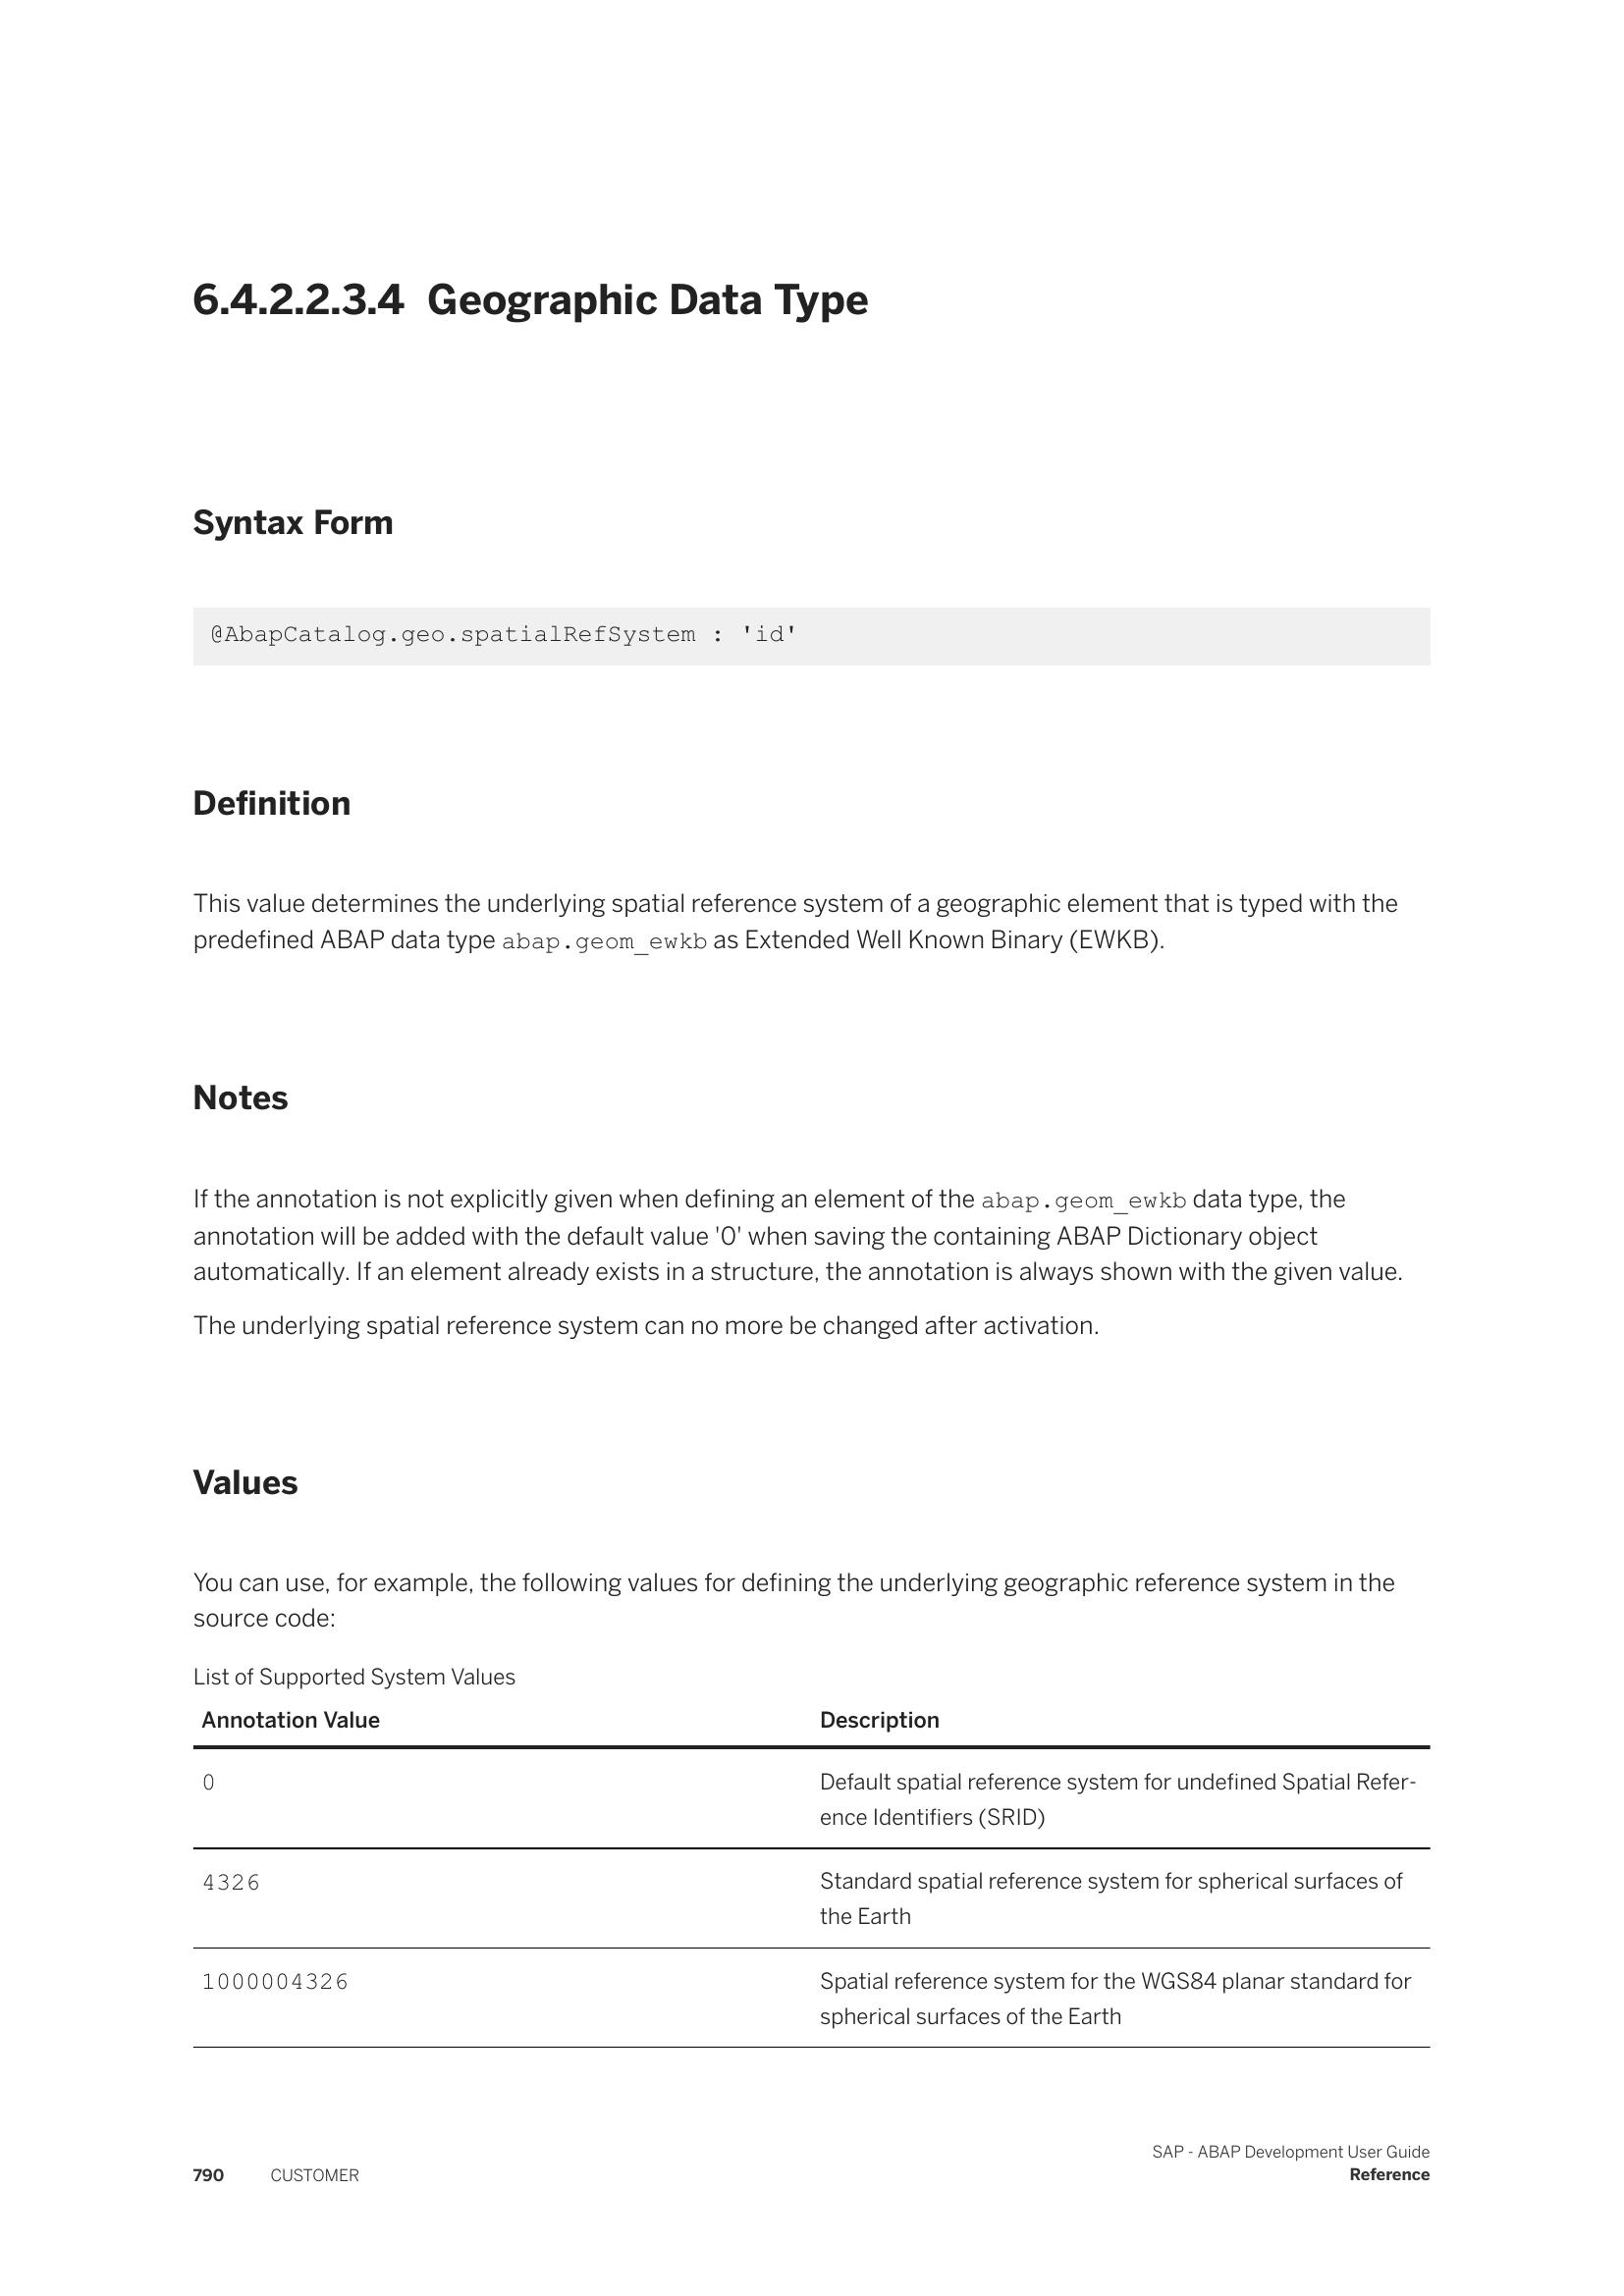 6.4.2.2.3.4 Geographic Data Type
Syntax Form
@AbapCatalog.geo.spatialRefSystem : 'id'
Definition
This value determines the underlying spatial reference system of a geographic element that is typed with the
predefined ABAP data type abap.geom_ewkb as Extended Well Known Binary (EWKB).
Notes
If the annotation is not explicitly given when defining an element of the abap.geom_ewkb data type, the
annotation will be added with the default value '0' when saving the containing ABAP Dictionary object
automatically. If an element already exists in a structure, the annotation is always shown with the given value.
The underlying spatial reference system can no more be changed after activation.
Values
You can use, for example, the following values for defining the underlying geographic reference system in the
source code:
List of Supported System Values
Annotation Value Description
0 Default spatial reference system for undefined Spatial Refer-
ence Identifiers (SRID)
4326 Standard spatial reference system for spherical surfaces of
the Earth
1000004326 Spatial reference system for the WGS84 planar standard for
spherical surfaces of the Earth
SAP - ABAP Development User Guide
790 CUSTOMER Reference